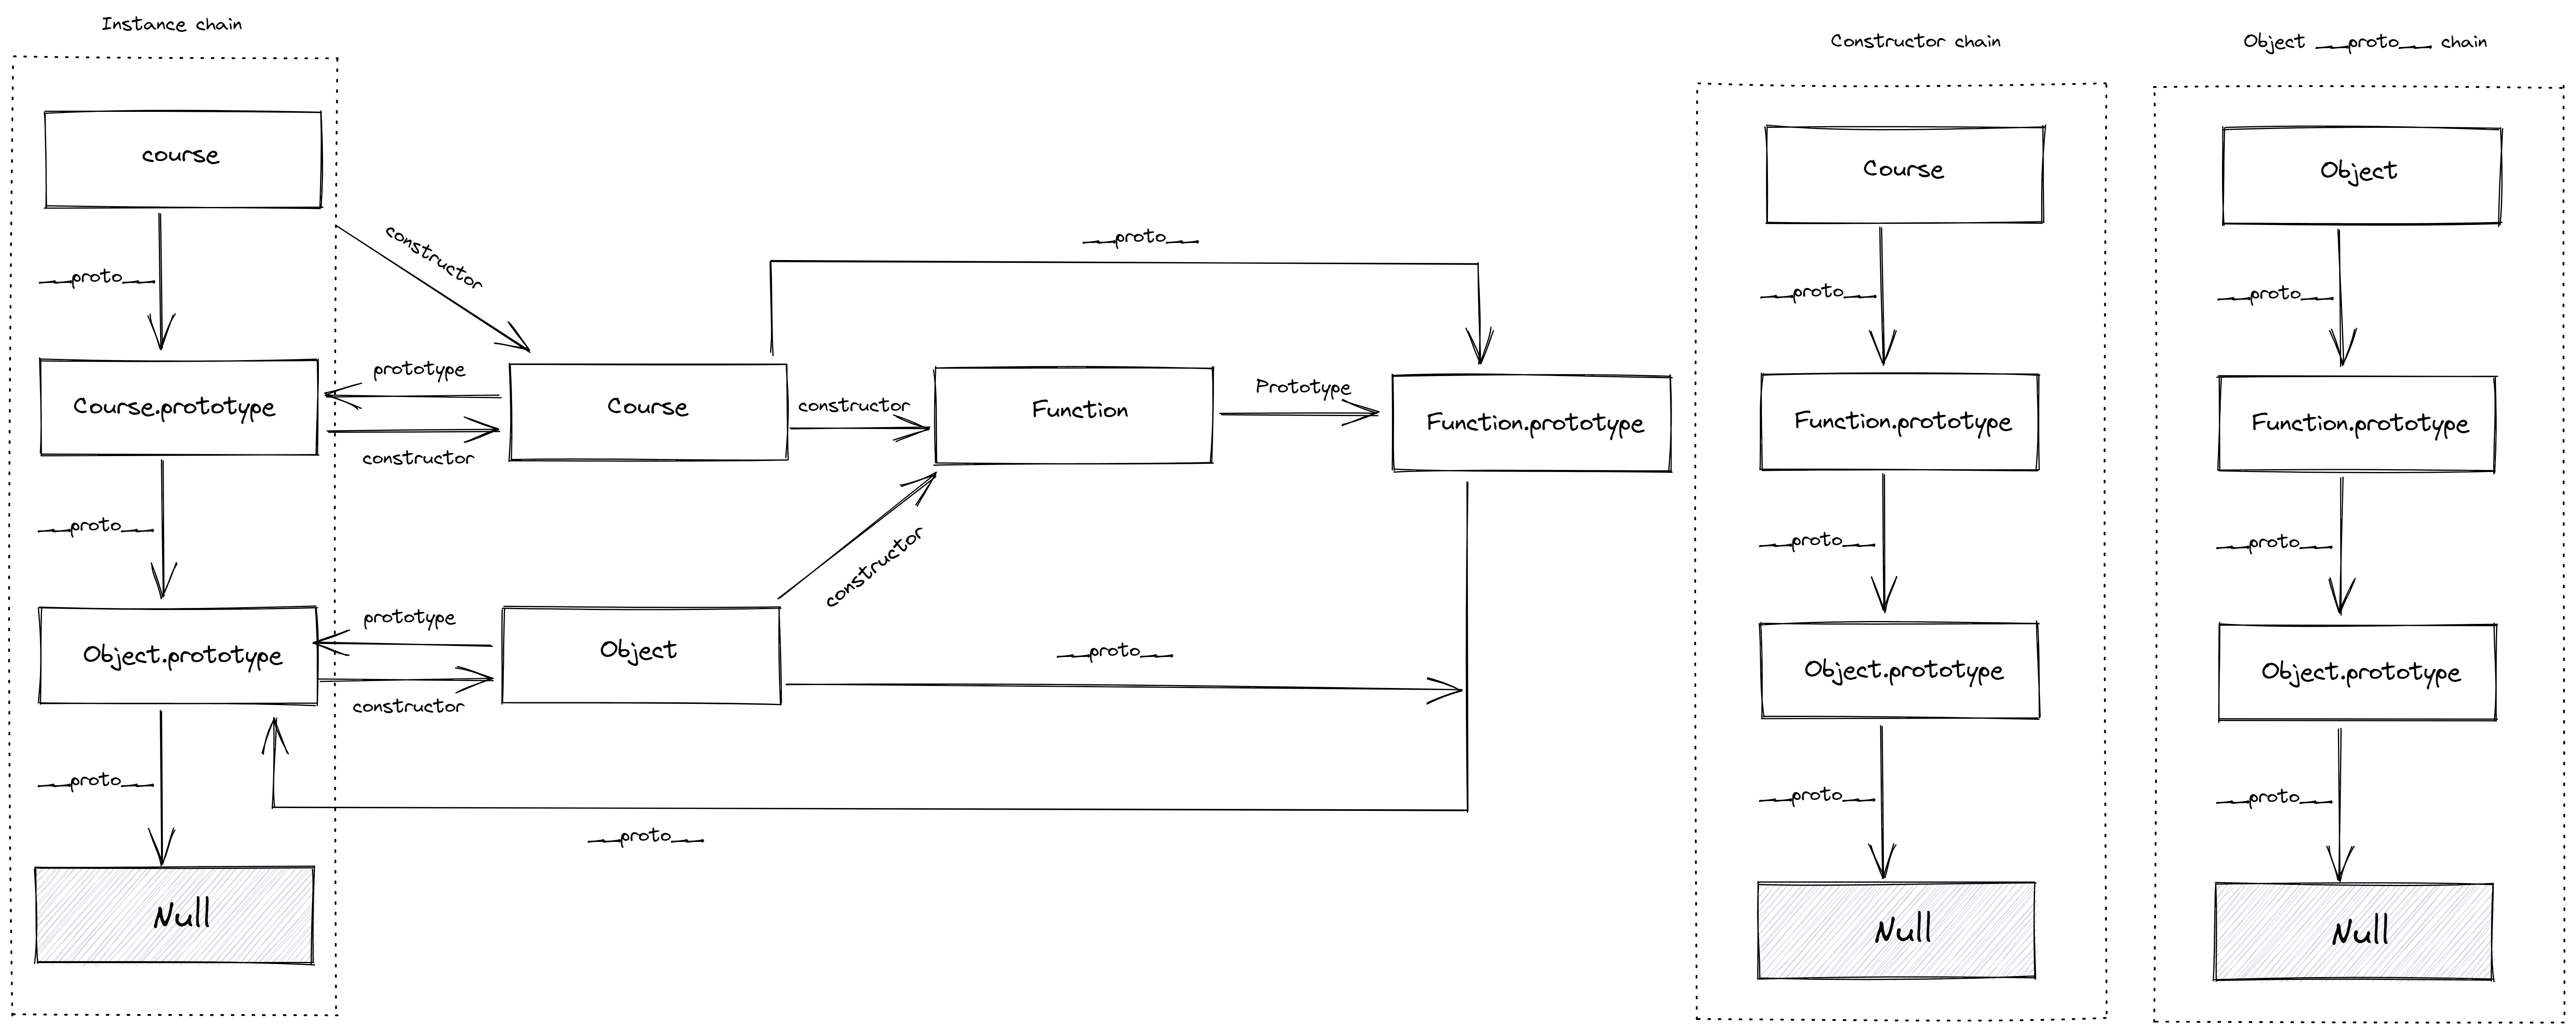 Instance chain
course
__proto__
Course.prototype
__proto__
Object.prototype
__proto__
Null
constructor
prototype
constructor
Course
__proto__
constructor
Function
Prototype
Function.prototype
constructor
prototype
constructor
Object
__proto__
__proto__
Constructor chain
Course
__proto__
Function.prototype
__proto__
Object.prototype
__proto__
Null
Object __proto__ chain
Object
__proto__
Function.prototype
__proto__
Object.prototype
__proto__
Null